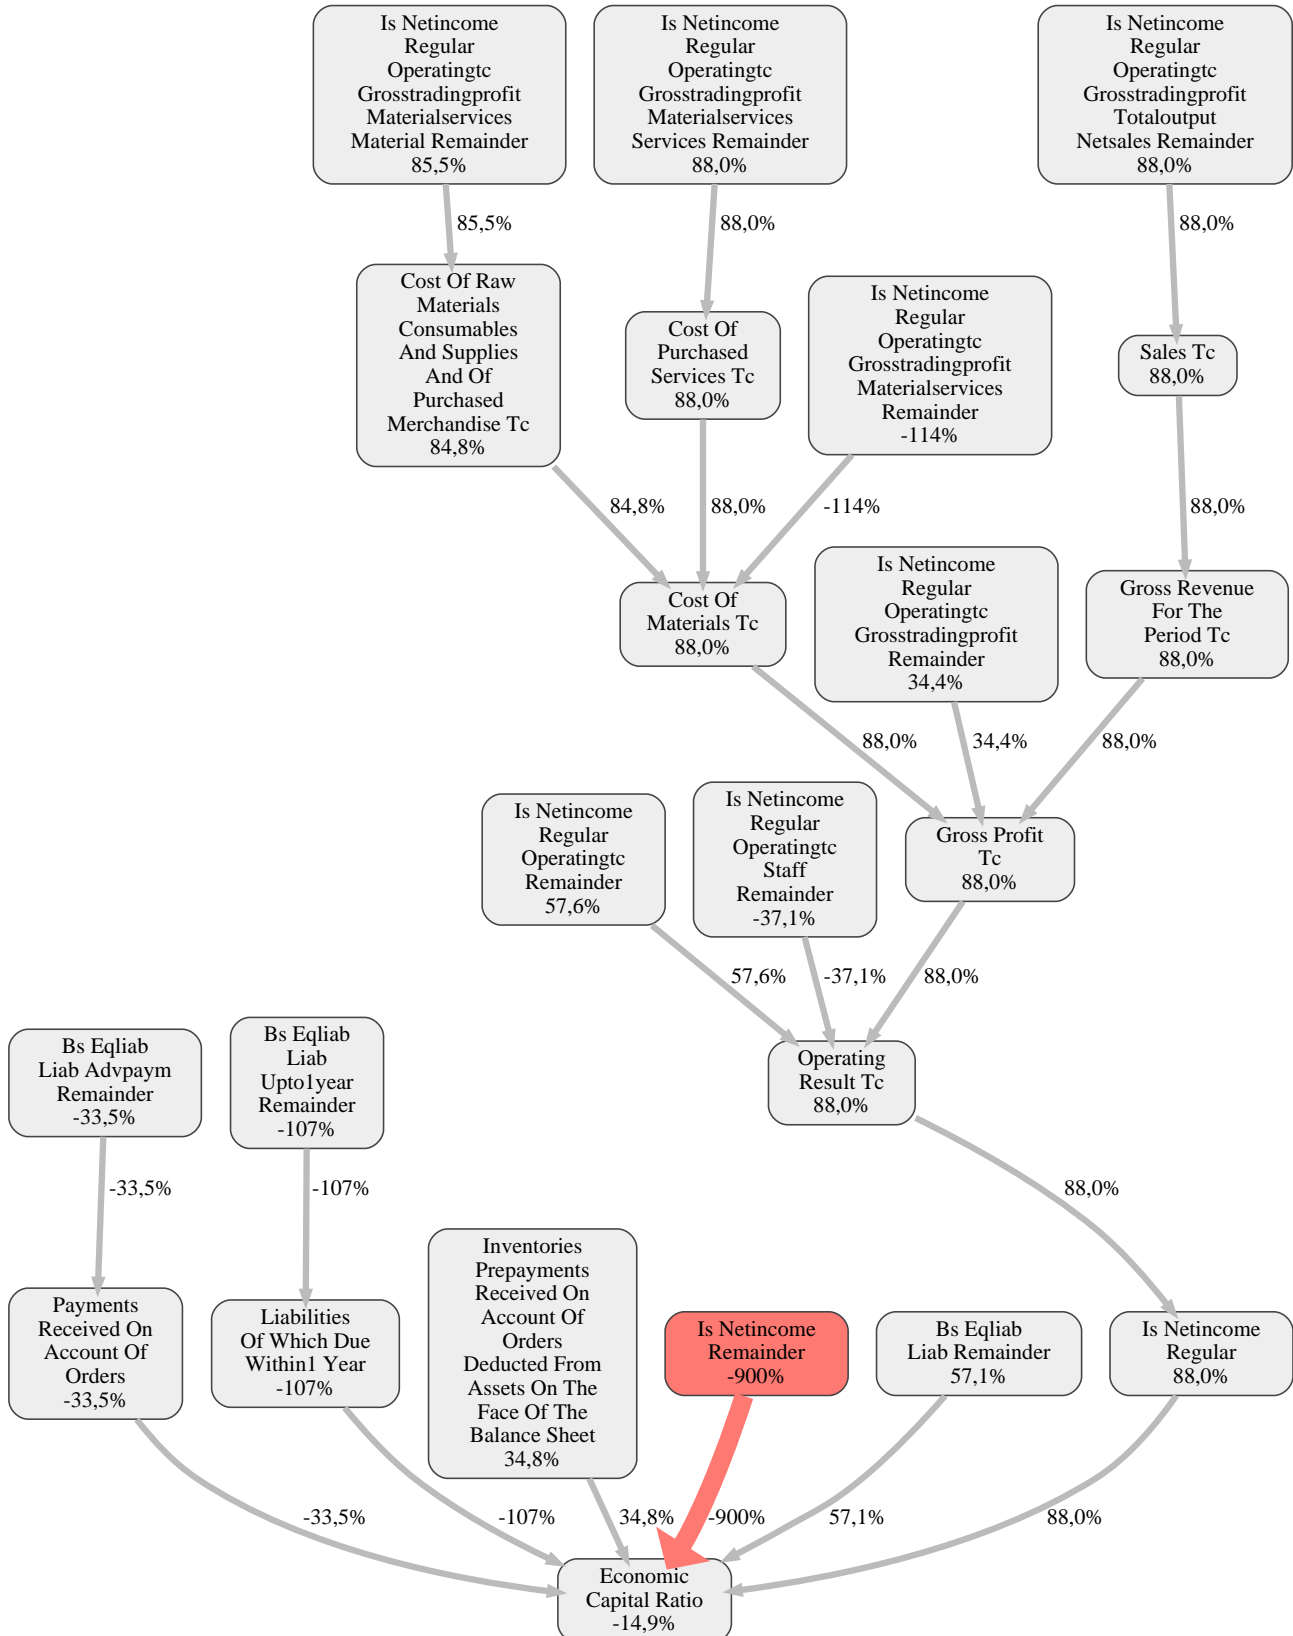 Is Netincome
Regular
Operatingtc
Grosstradingprofit
Materialservices
Material Remainder
85,5%
Is Netincome
Regular
Operatingtc
Grosstradingprofit
Materialservices
Services Remainder
88,0%
Is Netincome
Regular
Operatingtc
Grosstradingprofit
Totaloutput
Netsales Remainder
88,0%
85,5%
88,0%
88,0%
Cost Of Raw
Materials
Consumables
And Supplies
And Of
Purchased
Merchandise Tc
84,8%
Cost Of
Purchased
Services Tc
88,0%
Is Netincome
Regular
Operatingtc
Grosstradingprofit
Materialservices
Remainder
-114%
Sales Tc
88,0%
84,8%
88,0%
-114%
88,0%
Cost Of
Materials Tc
88,0%
Is Netincome
Regular
Operatingtc
Grosstradingprofit
Remainder
34,4%
Gross Revenue
For The
Period Tc
88,0%
88,0%
34,4%
88,0%
Is Netincome
Regular
Operatingtc
Remainder
57,6%
Is Netincome
Regular
Operatingtc
Staff
Remainder
-37,1%
Gross Profit
Tc
88,0%
57,6%
-37,1%
88,0%
Bs Eqliab
Liab Advpaym
Remainder
-33,5%
Bs Eqliab
Liab
Upto1year
Remainder
-107%
Operating
Result Tc
88,0%
-33,5%
-107%
88,0%
Payments
Received On
Account Of
Orders
-33,5%
Liabilities
Of Which Due
Within1 Year
-107%
Inventories
Prepayments
Received On
Account Of
Orders
Deducted From
Assets On The
Face Of The
Balance Sheet
34,8%
Is Netincome
Remainder
-900%
Bs Eqliab
Liab Remainder
57,1%
Is Netincome
Regular
88,0%
-33,5%
-107%
34,8%
-900%
57,1%
88,0%
Economic
Capital Ratio
-14,9%